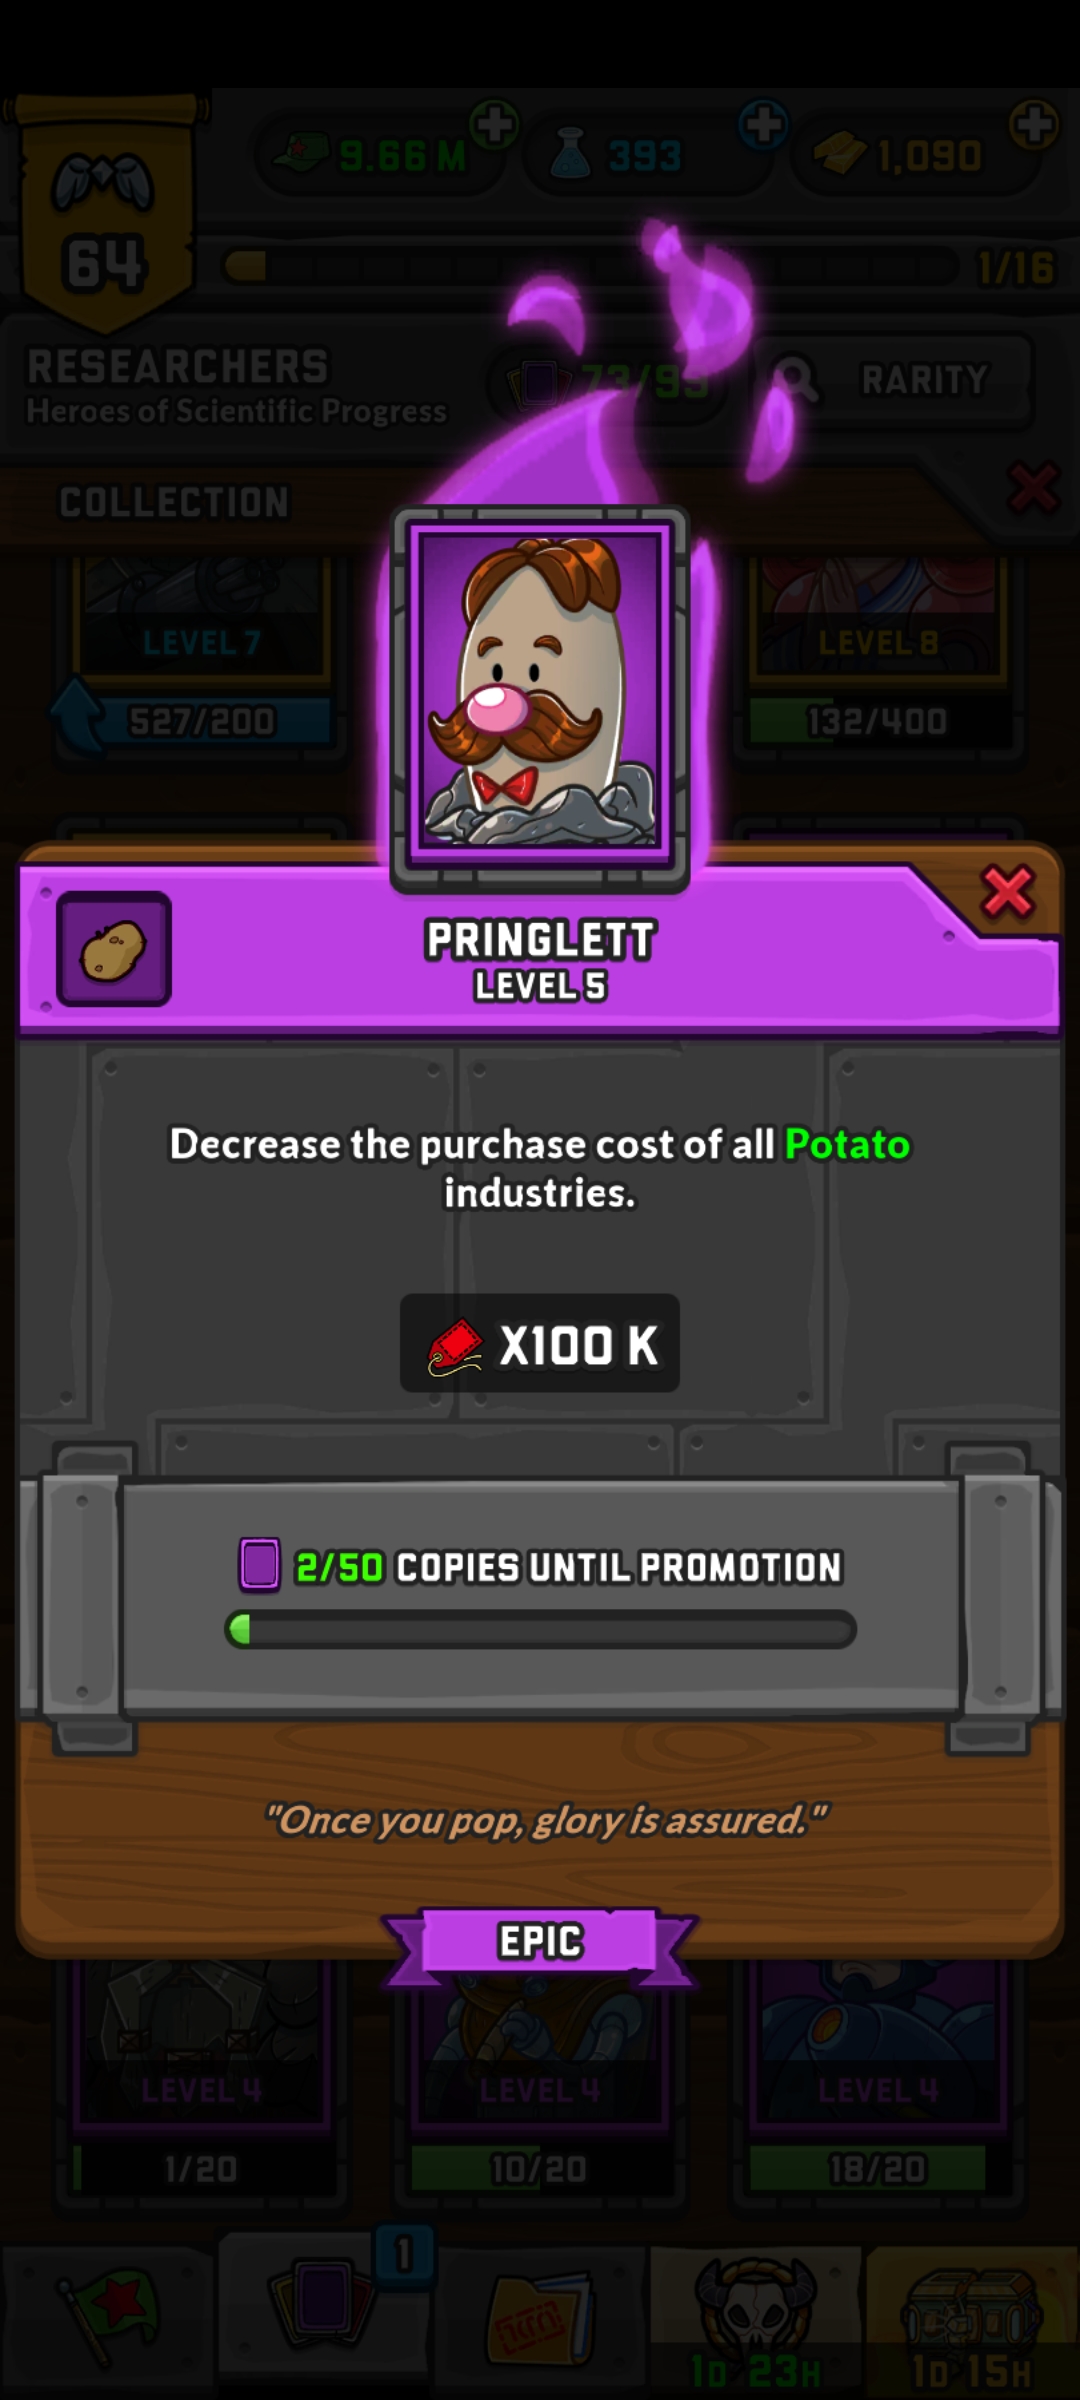 9.66 M
393
1,090
64
1/16
RESEARCHERS
Heroes of Scientific Progress
73/93
RARITY
COLLECTION
LEVEL 7
LEVEL 8
527/200
132/400
PRINGLETT
LEVEL 5
Decrease the purchase cost of all Potato
industries.
X100 K
2/50 COPIES UNTIL PROMOTION
"Once you pop, glory is assured."
EPIC
LEVEL 4
LEVEL 4
LEVEL 4
1/20
10/20
18/20
1
1D 23H
1D 15H